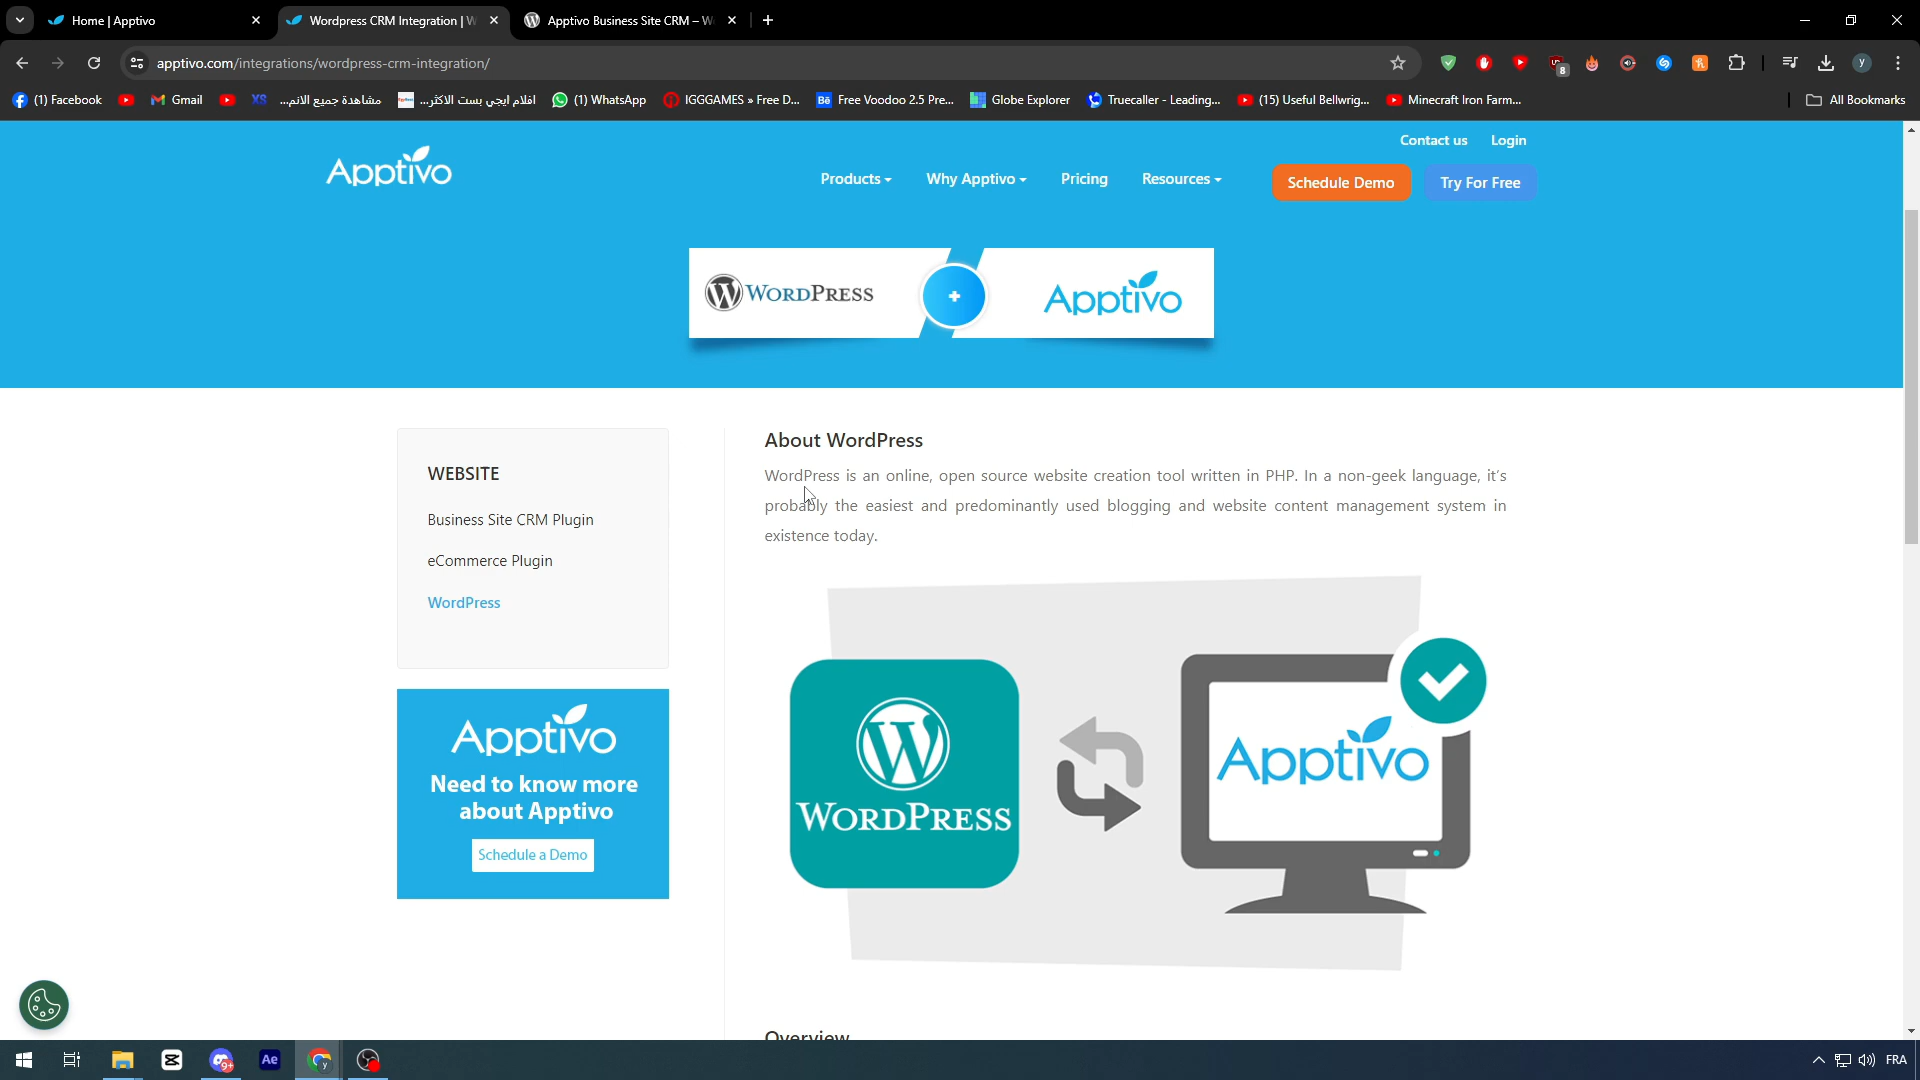 Home | Apptivo
Wordpress CRM Integration | W
Apptivo Business Site CRM – W
apptivo.com/integrations/wordpress-crm-integration/
8
y
(1) Facebook
Gmail
XS
مشاهدة جميع الانم...
افلام ايجي بست الاكثر...
(1) WhatsApp
IGGGAMES » Free D...
Bē
Free Voodoo 2.5 Pre...
Globe Explorer
Truecaller - Leading...
(15) Useful Bellwrig...
Minecraft Iron Farm...
All Bookmarks
Contact us
Login
Apptivo
Products
Why Apptivo
Pricing
Resources
Schedule Demo
Try For Free
WORDPRESS
+
Apptivo
WEBSITE
Business Site CRM Plugin
eCommerce Plugin
WordPress
Apptivo
Need to know more
about Apptivo
Schedule a Demo
About WordPress
WordPress is an online, open source website creation tool written in PHP. In a non-geek language, it's
probably the easiest and predominantly used blogging and website content management system in
existence today.
WORDPRESS
Apptivo
Overview
9+
Ae
FRA